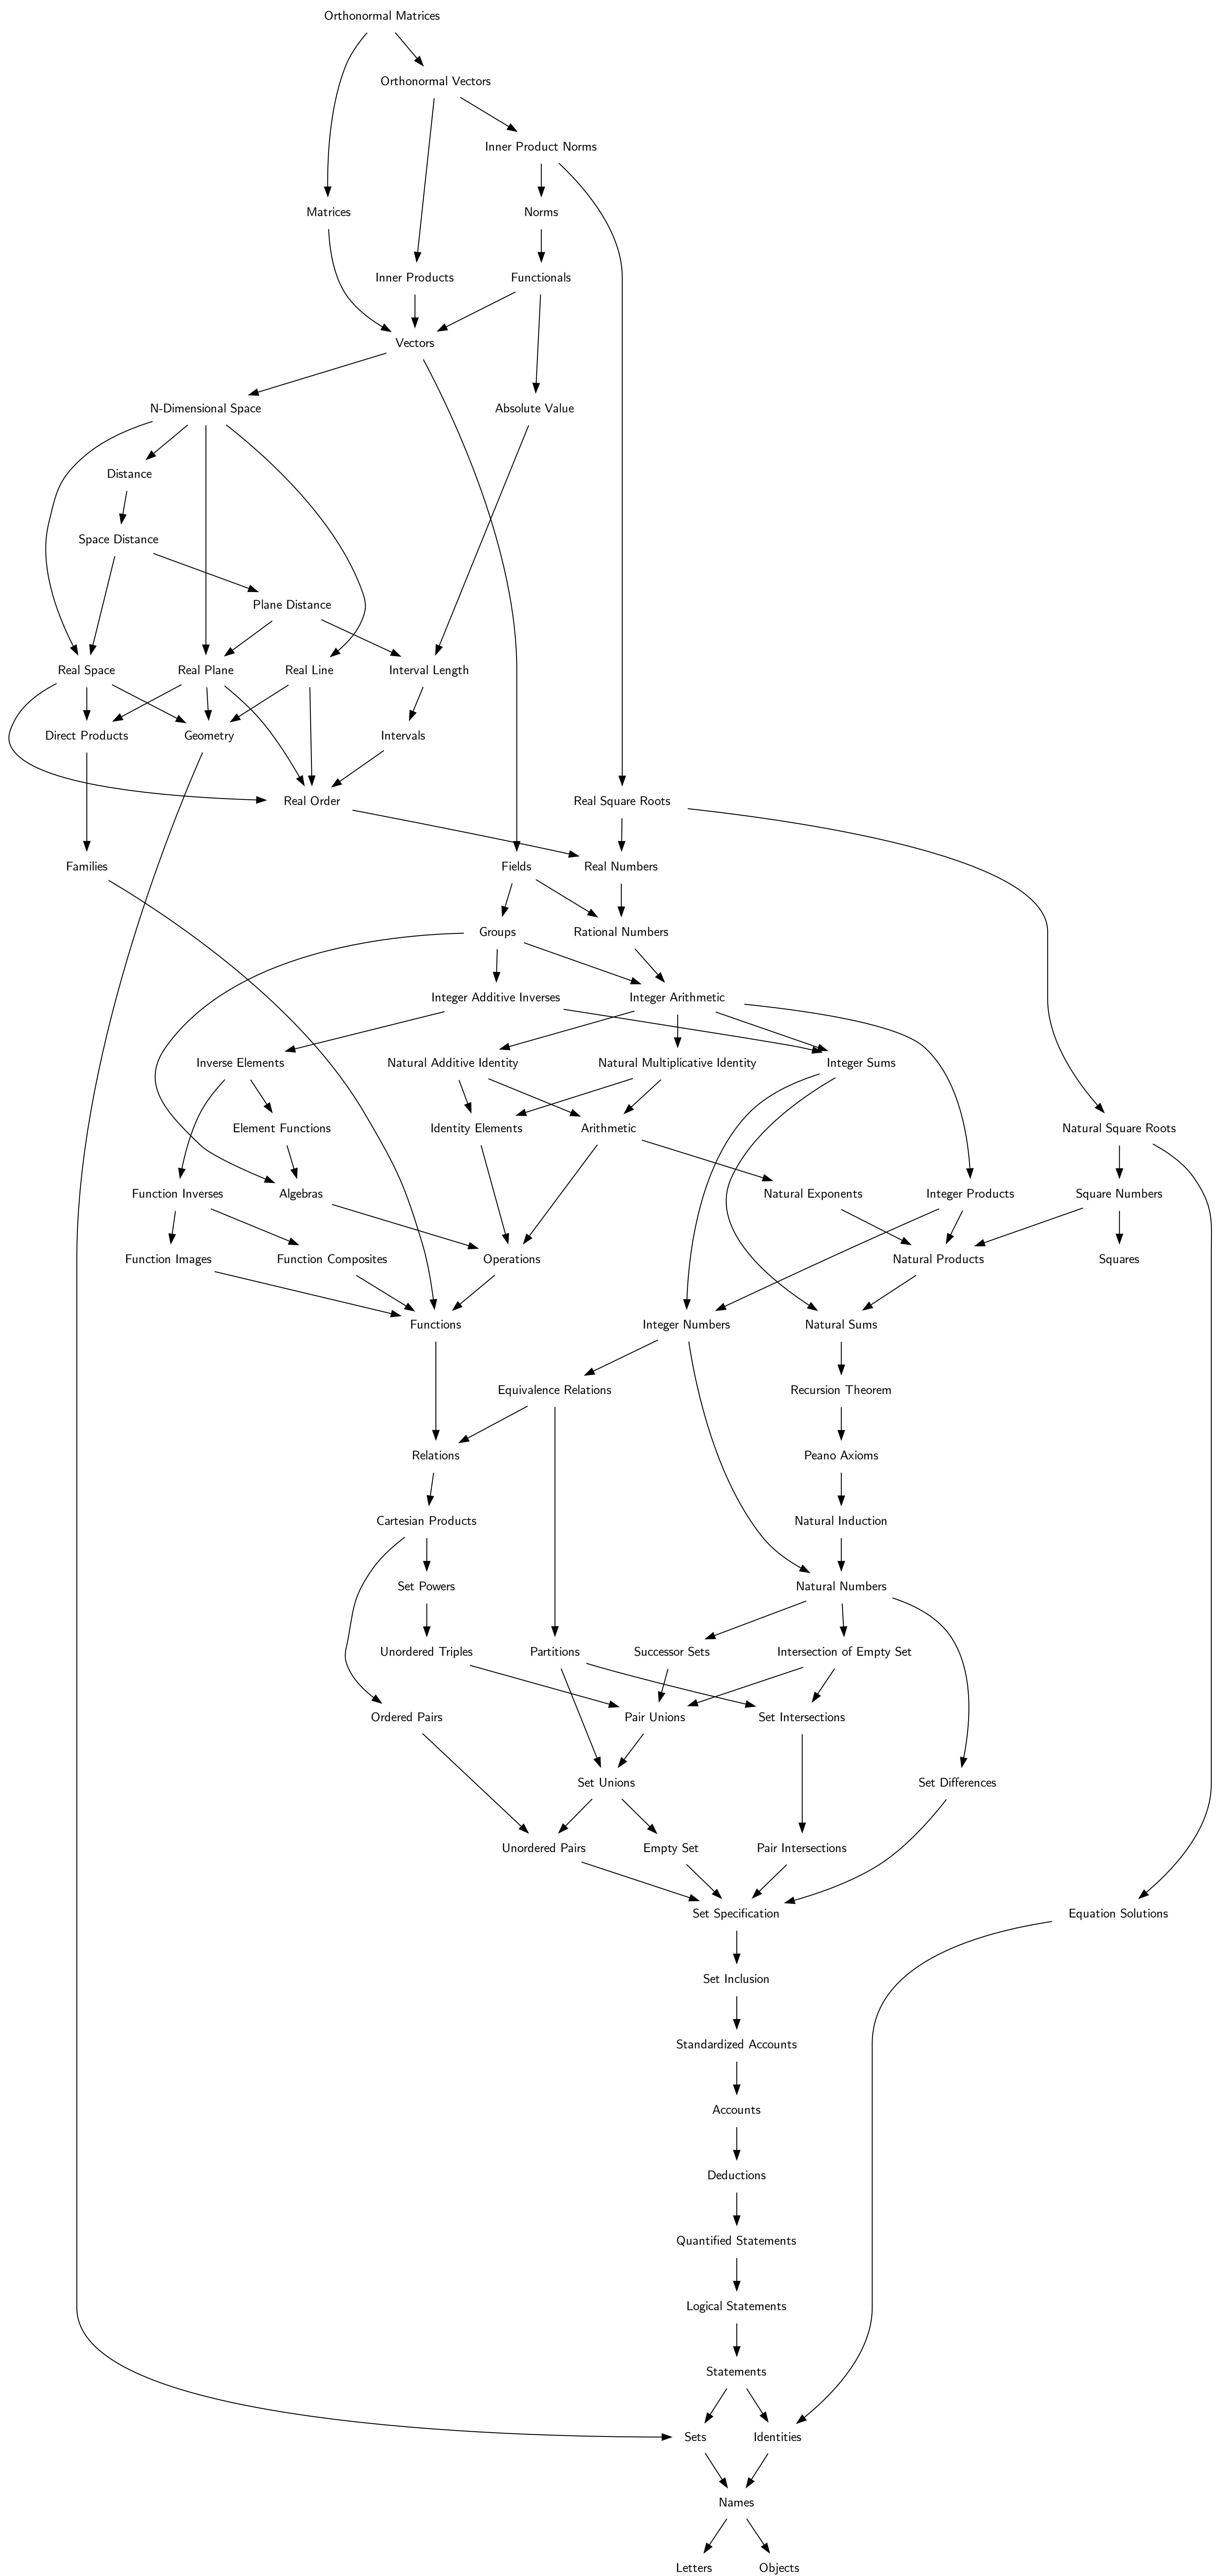 Orthonormal Matrices
Orthonormal Vectors
Inner Product Norms
Matrices
Norms
Inner Products
Functionals
Vectors
N-Dimensional Space
Absolute Value
Distance
Space Distance
Plane Distance
Real Space
Real Plane
Real Line
Interval Length
Direct Products
Geometry
Intervals
Real Order
Real Square Roots
Families
Fields
Real Numbers
Groups
Rational Numbers
Integer Additive Inverses
Integer Arithmetic
Inverse Elements
Natural Additive Identity
Natural Multiplicative Identity
Integer Sums
Element Functions
Identity Elements
Arithmetic
Natural Square Roots
Function Inverses
Algebras
Natural Exponents
Integer Products
Square Numbers
Function Images
Function Composites
Operations
Natural Products
Squares
Functions
Integer Numbers
Natural Sums
Equivalence Relations
Recursion Theorem
Relations
Peano Axioms
Cartesian Products
Natural Induction
Set Powers
Natural Numbers
Unordered Triples
Partitions
Successor Sets
Intersection of Empty Set
Ordered Pairs
Pair Unions
Set Intersections
Set Unions
Set Differences
Unordered Pairs
Empty Set
Pair Intersections
Set Specification
Equation Solutions
Set Inclusion
Standardized Accounts
Accounts
Deductions
Quantified Statements
Logical Statements
Statements
Sets
Identities
Names
Letters
Objects